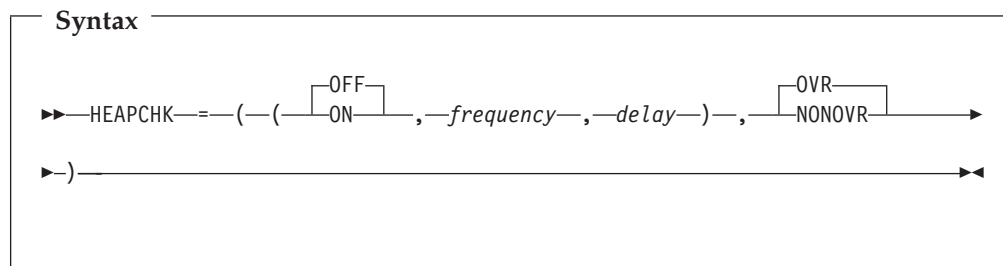 Syntax
OFF OVR
▶▶—HEAPCHK—=—(—(—ON—,—frequency—,—delay—)—,—NONOVR—▶
▶—)—▶◀